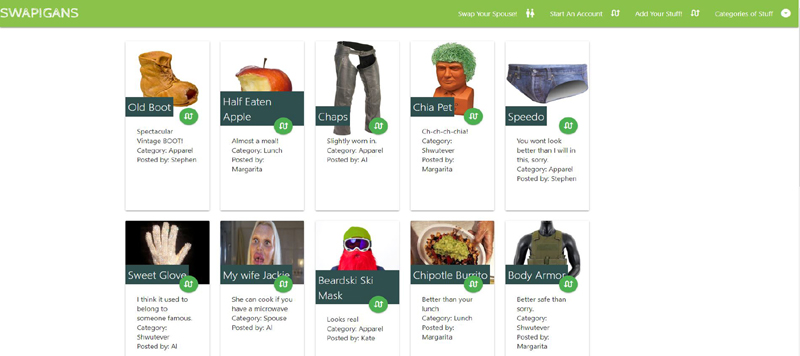 SWAPIGANS
Swap Your Spouse!
Start An Account
Add Your Stuff!
Categories of Stuff
Old Boot
Spectacular
Vintage BOOT!
Category: Apparel
Posted by: Stephen
Half Eaten
Apple
Almost a meal!
Category: Lunch
Posted by:
Margarita
Chaps
Slightly worn in.
Category: Apparel
Posted by: Al
Chia Pet
Ch-ch-ch-chia!
Category:
Shwutever
Posted by:
Margarita
Speedo
You wont look
better than I will in
this, sorry.
Category: Apparel
Posted by: Stephen
Sweet Glove
I think it used to
belong to
someone famous.
Category:
Shwutever
Posted by: Al
My wife Jackie
She can cook if you
have a microwave
Category: Spouse
Posted by: Al
Beardski Ski
Mask
Looks real
Category: Apparel
Posted by: Kate
Chipotle Burrito
Better than your
lunch
Category: Lunch
Posted by:
Margarita
Body Armor
Better safe than
sorry.
Category:
Shwutever
Posted by:
Margarita